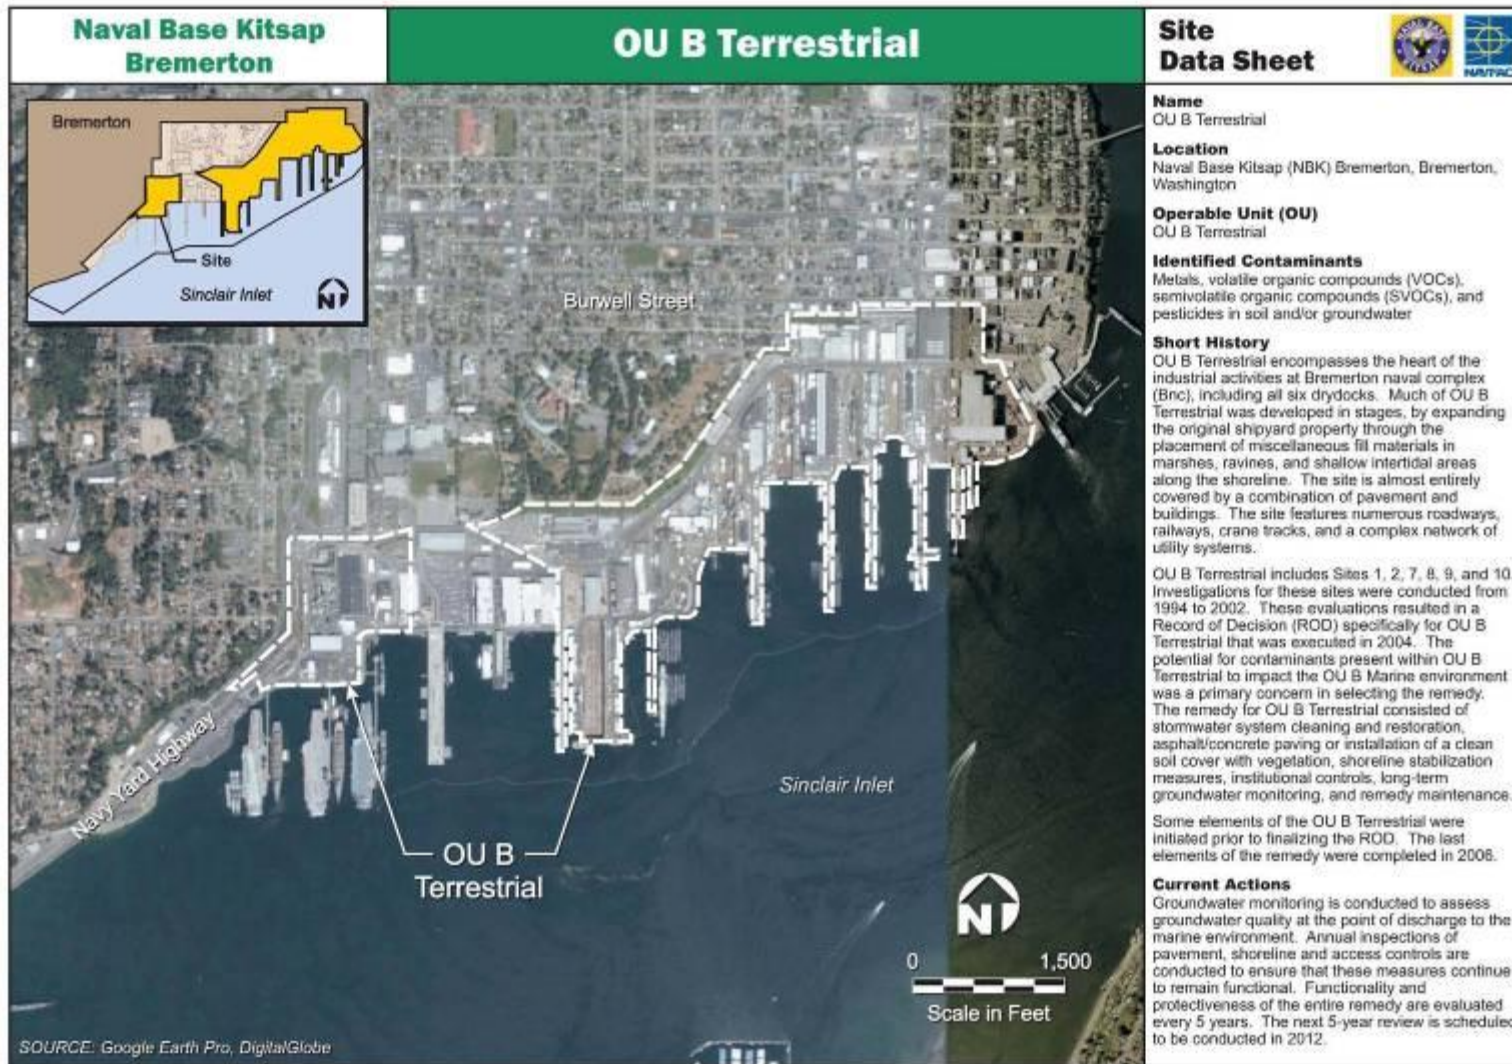 Naval Base Kitsap
Bremerton
OU B Terrestrial
Site
Data Sheet
NAVAL BASE
KITSAP
NAVFAC
Bremerton
Site
Sinclair Inlet
N
Burwell Street
Navy Yard Highway
Sinclair Inlet
OU B
Terrestrial
N
0 1,500
Scale in Feet
SOURCE: Google Earth Pro, DigitalGlobe
Name
OU B Terrestrial
Location
Naval Base Kitsap (NBK) Bremerton, Bremerton,
Washington
Operable Unit (OU)
OU B Terrestrial
Identified Contaminants
Metals, volatile organic compounds (VOCs),
semivolatile organic compounds (SVOCs), and
pesticides in soil and/or groundwater
Short History
OU B Terrestrial encompasses the heart of the
industrial activities at Bremerton naval complex
(Bnc), including all six drydocks. Much of OU B
Terrestrial was developed in stages, by expanding
the original shipyard property through the
placement of miscellaneous fill materials in
marshes, ravines, and shallow intertidal areas
along the shoreline. The site is almost entirely
covered by a combination of pavement and
buildings. The site features numerous roadways,
railways, crane tracks, and a complex network of
utility systems.
OU B Terrestrial includes Sites 1, 2, 7, 8, 9, and 10
Investigations for these sites were conducted from
1994 to 2002. These evaluations resulted in a
Record of Decision (ROD) specifically for OU B
Terrestrial that was executed in 2004. The
potential for contaminants present within OU B
Terrestrial to impact the OU B Marine environment
was a primary concern in selecting the remedy.
The remedy for OU B Terrestrial consisted of
stormwater system cleaning and restoration,
asphalt/concrete paving or installation of a clean
soil cover with vegetation, shoreline stabilization
measures, institutional controls, long-term
groundwater monitoring, and remedy maintenance.
Some elements of the OU B Terrestrial were
initiated prior to finalizing the ROD. The last
elements of the remedy were completed in 2006.
Current Actions
Groundwater monitoring is conducted to assess
groundwater quality at the point of discharge to the
marine environment. Annual inspections of
pavement, shoreline and access controls are
conducted to ensure that these measures continue
to remain functional. Functionality and
protectiveness of the entire remedy are evaluated
every 5 years. The next 5-year review is scheduled
to be conducted in 2012.